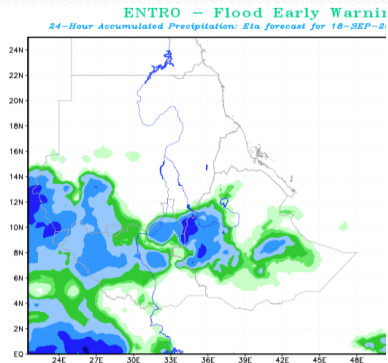 ENTRO – Flood Early Warnin
24-Hour Accumulated Precipitation: Eta forecast for 18-SEP-20
24N
22N
20N
18N
16N
14N
12N
10N
8N
6N
4N
2N
EQ
24E 27E 30E 33E 36E 39E 42E 45E 48E